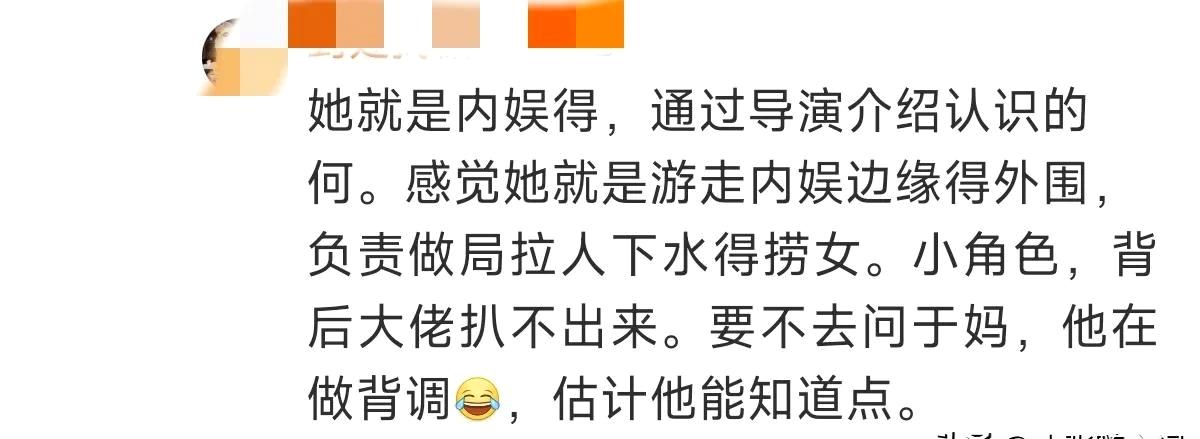 她就是内娱得，通过导演介绍认识的
何。感觉她就是游走内娱边缘得外围，
负责做局拉人下水得捞女。小角色，背
后大佬扒不出来。要不去问于妈，他在
做背调😂，估计他能知道点。